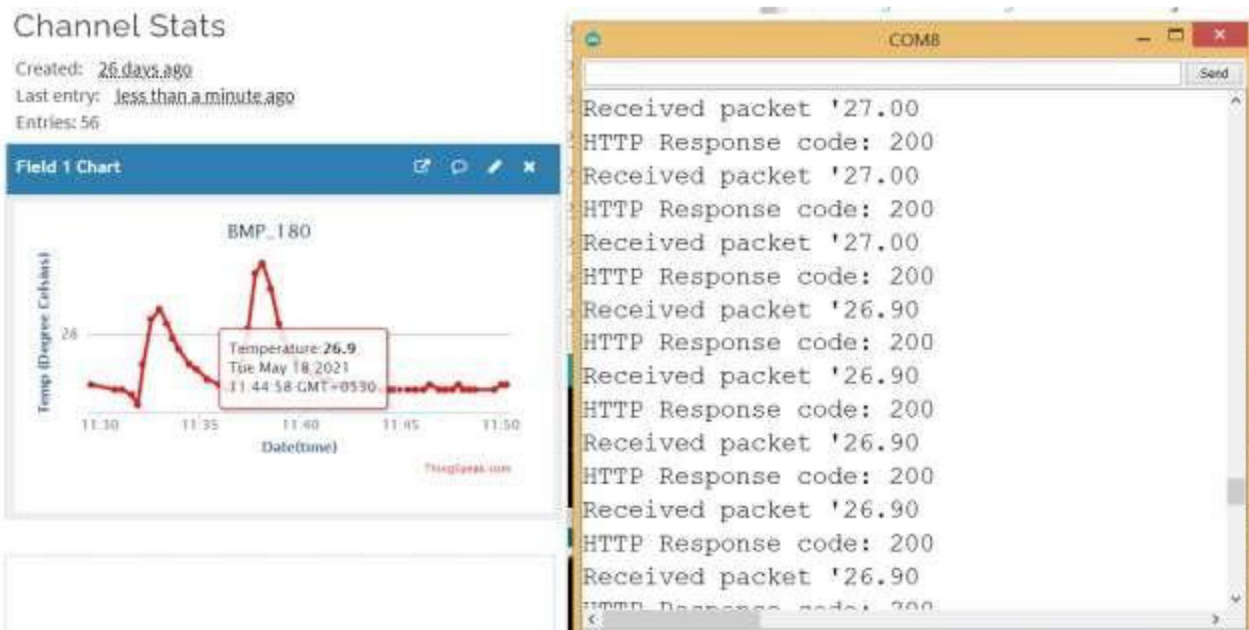 Channel Stats
Created: 26 days ago
Last entry: less than a minute ago
Entries: 56
Field 1 Chart
BMP_180
Temp (Degree Celsius)
28
Temperature: 26.9
Tue May 18 2021
11:44:58 GMT+0530
11:30 11:35 11:40 11:45 11:50
Date(time)
ThingSpeak.com
COM8
Send
Received packet '27.00
HTTP Response code: 200
Received packet '27.00
HTTP Response code: 200
Received packet '27.00
HTTP Response code: 200
Received packet '26.90
HTTP Response code: 200
Received packet '26.90
HTTP Response code: 200
Received packet '26.90
HTTP Response code: 200
Received packet '26.90
HTTP Response code: 200
Received packet '26.90
HTTP Response code: 200